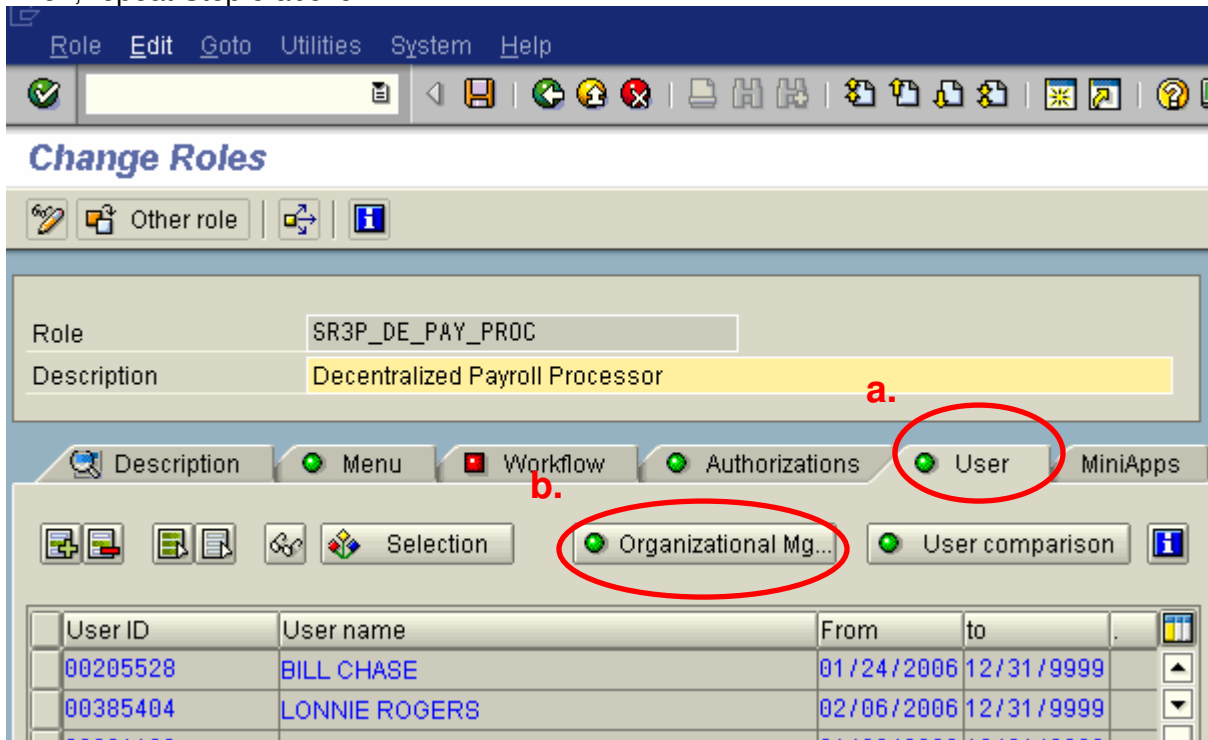 Role Edit Goto Utilities System Help
Change Roles
Other role
Role SR3P_DE_PAY_PROC
Description Decentralized Payroll Processor
a.
Description Menu Workflow Authorizations User MiniApps
b.
Selection Organizational Mg... User comparison
User ID User name From to .
00205528 BILL CHASE 01/24/2006 12/31/9999
00385404 LONNIE ROGERS 02/06/2006 12/31/9999